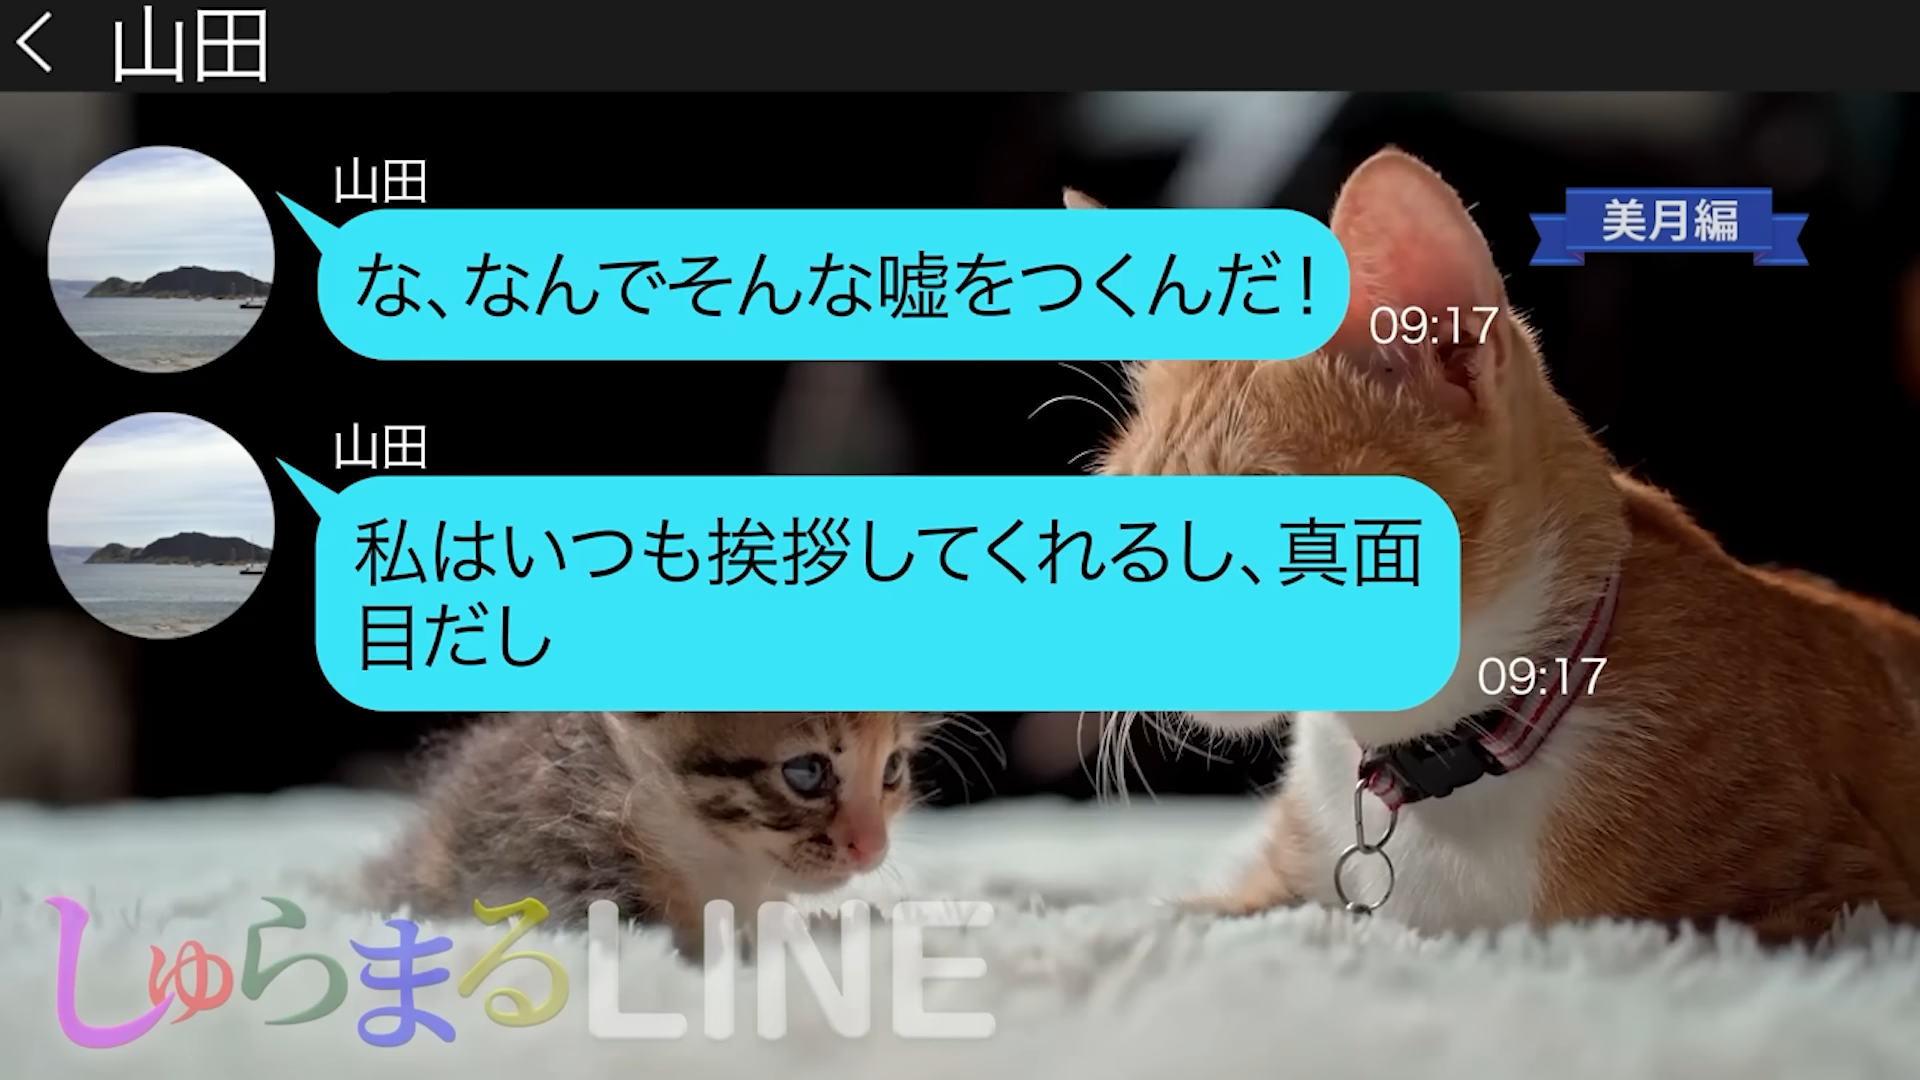 山田
山田
な、なんでそんな嘘をつくんだ！
09:17
美月編
山田
私はいつも挨拶してくれるし、真面
目だし
09:17
しゅらまるLINE